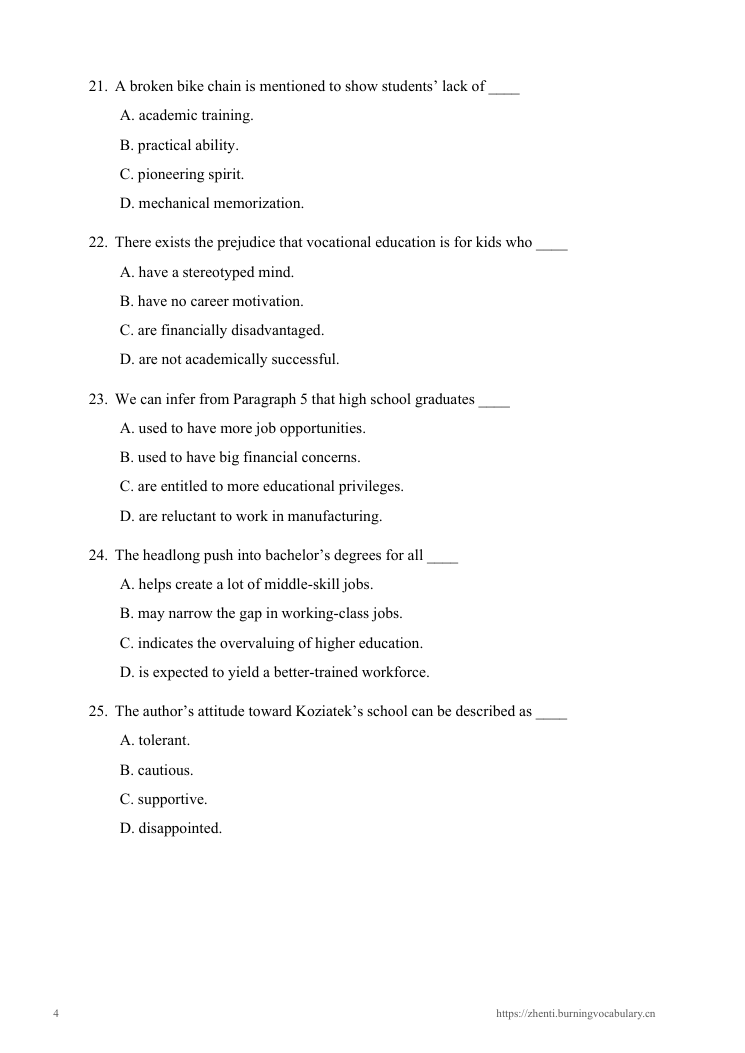 21. A broken bike chain is mentioned to show students’ lack of ____
A. academic training.
B. practical ability.
C. pioneering spirit.
D. mechanical memorization.
22. There exists the prejudice that vocational education is for kids who ____
A. have a stereotyped mind.
B. have no career motivation.
C. are financially disadvantaged.
D. are not academically successful.
23. We can infer from Paragraph 5 that high school graduates ____
A. used to have more job opportunities.
B. used to have big financial concerns.
C. are entitled to more educational privileges.
D. are reluctant to work in manufacturing.
24. The headlong push into bachelor’s degrees for all ____
A. helps create a lot of middle-skill jobs.
B. may narrow the gap in working-class jobs.
C. indicates the overvaluing of higher education.
D. is expected to yield a better-trained workforce.
25. The author’s attitude toward Koziatek’s school can be described as ____
A. tolerant.
B. cautious.
C. supportive.
D. disappointed.
4 https://zhenti.burningvocabulary.cn